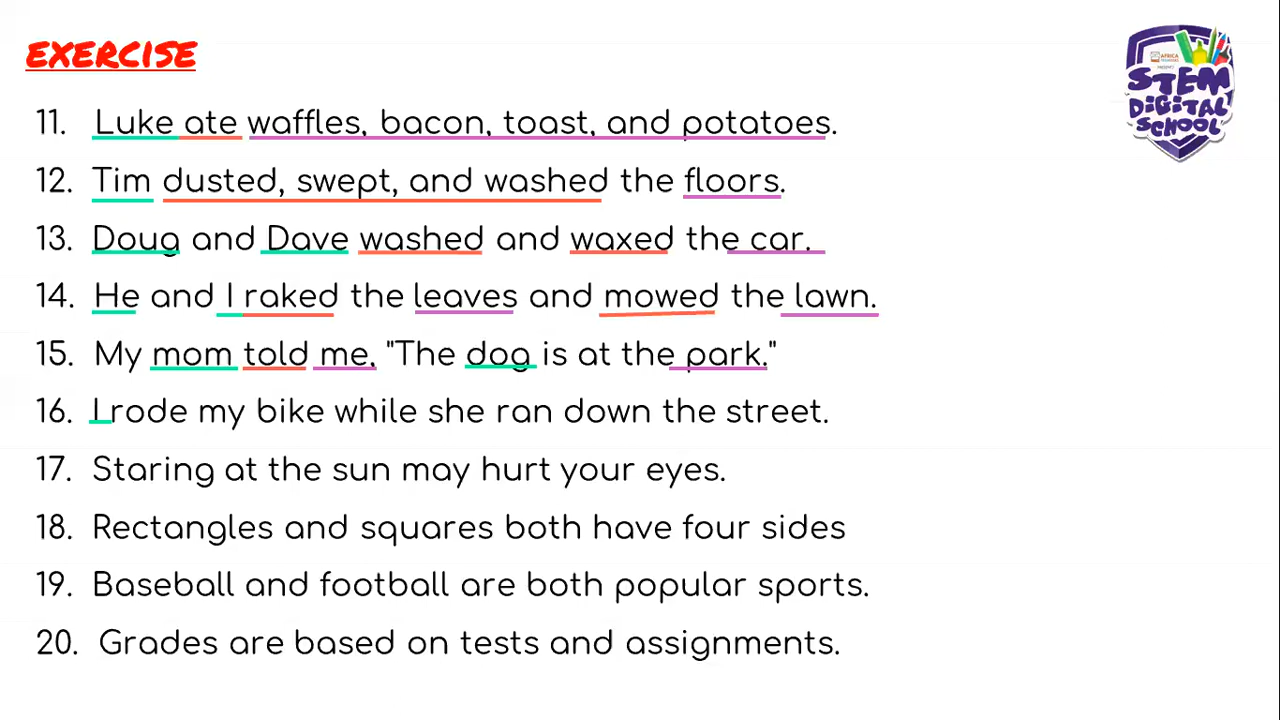 EXERCISE
AFRICA
STEM
DIGITAL
SCHOOL
11. Luke ate waffles, bacon, toast, and potatoes.
12. Tim dusted, swept, and washed the floors.
13. Doug and Dave washed and waxed the car.
14. He and I raked the leaves and mowed the lawn.
15. My mom told me, "The dog is at the park."
16. I rode my bike while she ran down the street.
17. Staring at the sun may hurt your eyes.
18. Rectangles and squares both have four sides
19. Baseball and football are both popular sports.
20. Grades are based on tests and assignments.